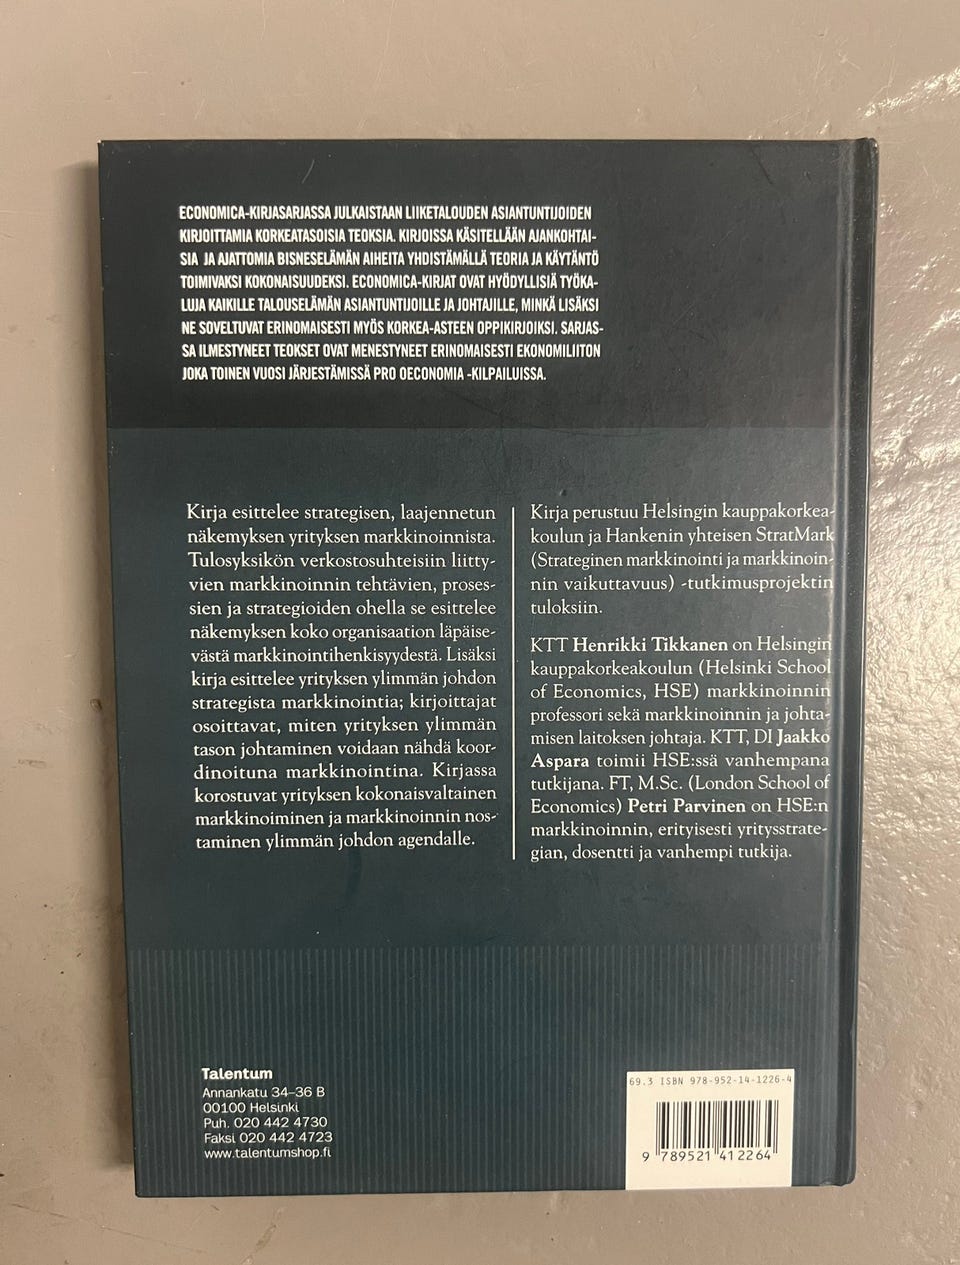 ECONOMICA-KIRJASARJASSA JULKAISTAAN LIIKETALOUDEN ASIANTUNTIJOIDEN
KIRJOITTAMIA KORKEATASOISIA TEOKSIA. KIRJOISSA KÄSITELLÄÄN AJANKOHTAI-
SIA JA AJATTOMIA BISNESELÄMÄN AIHEITA YHDISTÄMÄLLÄ TEORIA JA KÄYTÄNTÖ
TOIMIVAKSI KOKONAISUUDEKSI. ECONOMICA-KIRJAT OVAT HYÖDYLLISIÄ TYÖKA-
LUJA KAIKILLE TALOUSELÄMÄN ASIANTUNTIJOILLE JA JOHTAJILLE, MINKÄ LISÄKSI
NE SOVELTUVAT ERINOMAISESTI MYÖS KORKEA-ASTEEN OPPIKIRJOIKSI. SARJAS-
SA ILMESTYNEET TEOKSET OVAT MENESTYNEET ERINOMAISESTI EKONOMILIITON
JOKA TOINEN VUOSI JÄRJESTÄMISSÄ PRO OECONOMIA -KILPAILUISSA.
Kirja esittelee strategisen, laajennetun
näkemyksen yrityksen markkinoinnista.
Tulosyksikön verkostosuhteisiin liitty-
vien markkinoinnin tehtävien, proses-
sien ja strategioiden ohella se esittelee
näkemyksen koko organisaation läpäise-
västä markkinointihenkisyydestä. Lisäksi
kirja esittelee yrityksen ylimmän johdon
strategista markkinointia; kirjoittajat
osoittavat, miten yrityksen ylimmän
tason johtaminen voidaan nähdä koor-
dinoituna markkinointina. Kirjassa
korostuvat yrityksen kokonaisvaltainen
markkinoiminen ja markkinoinnin nos-
taminen ylimmän johdon agendalle.
Kirja perustuu Helsingin kauppakorkea-
koulun ja Hankenin yhteisen StratMark
(Strateginen markkinointi ja markkinoin-
nin vaikuttavuus) -tutkimusprojektin
tuloksiin.
KTT Henrikki Tikkanen on Helsingin
kauppakorkeakoulun (Helsinki School
of Economics, HSE) markkinoinnin
professori sekä markkinoinnin ja johta-
misen laitoksen johtaja. KTT, DI Jaakko
Aspara toimii HSE:ssä vanhempana
tutkijana. FT, M.Sc. (London School of
Economics) Petri Parvinen on HSE:n
markkinoinnin, erityisesti yritysstrate-
gian, dosentti ja vanhempi tutkija.
Talentum
Annankatu 34–36 B
00100 Helsinki
Puh. 020 442 4730
Faksi 020 442 4723
www.talentumshop.fi
69.3 ISBN 978-952-14-1226-4
9 789521 412264